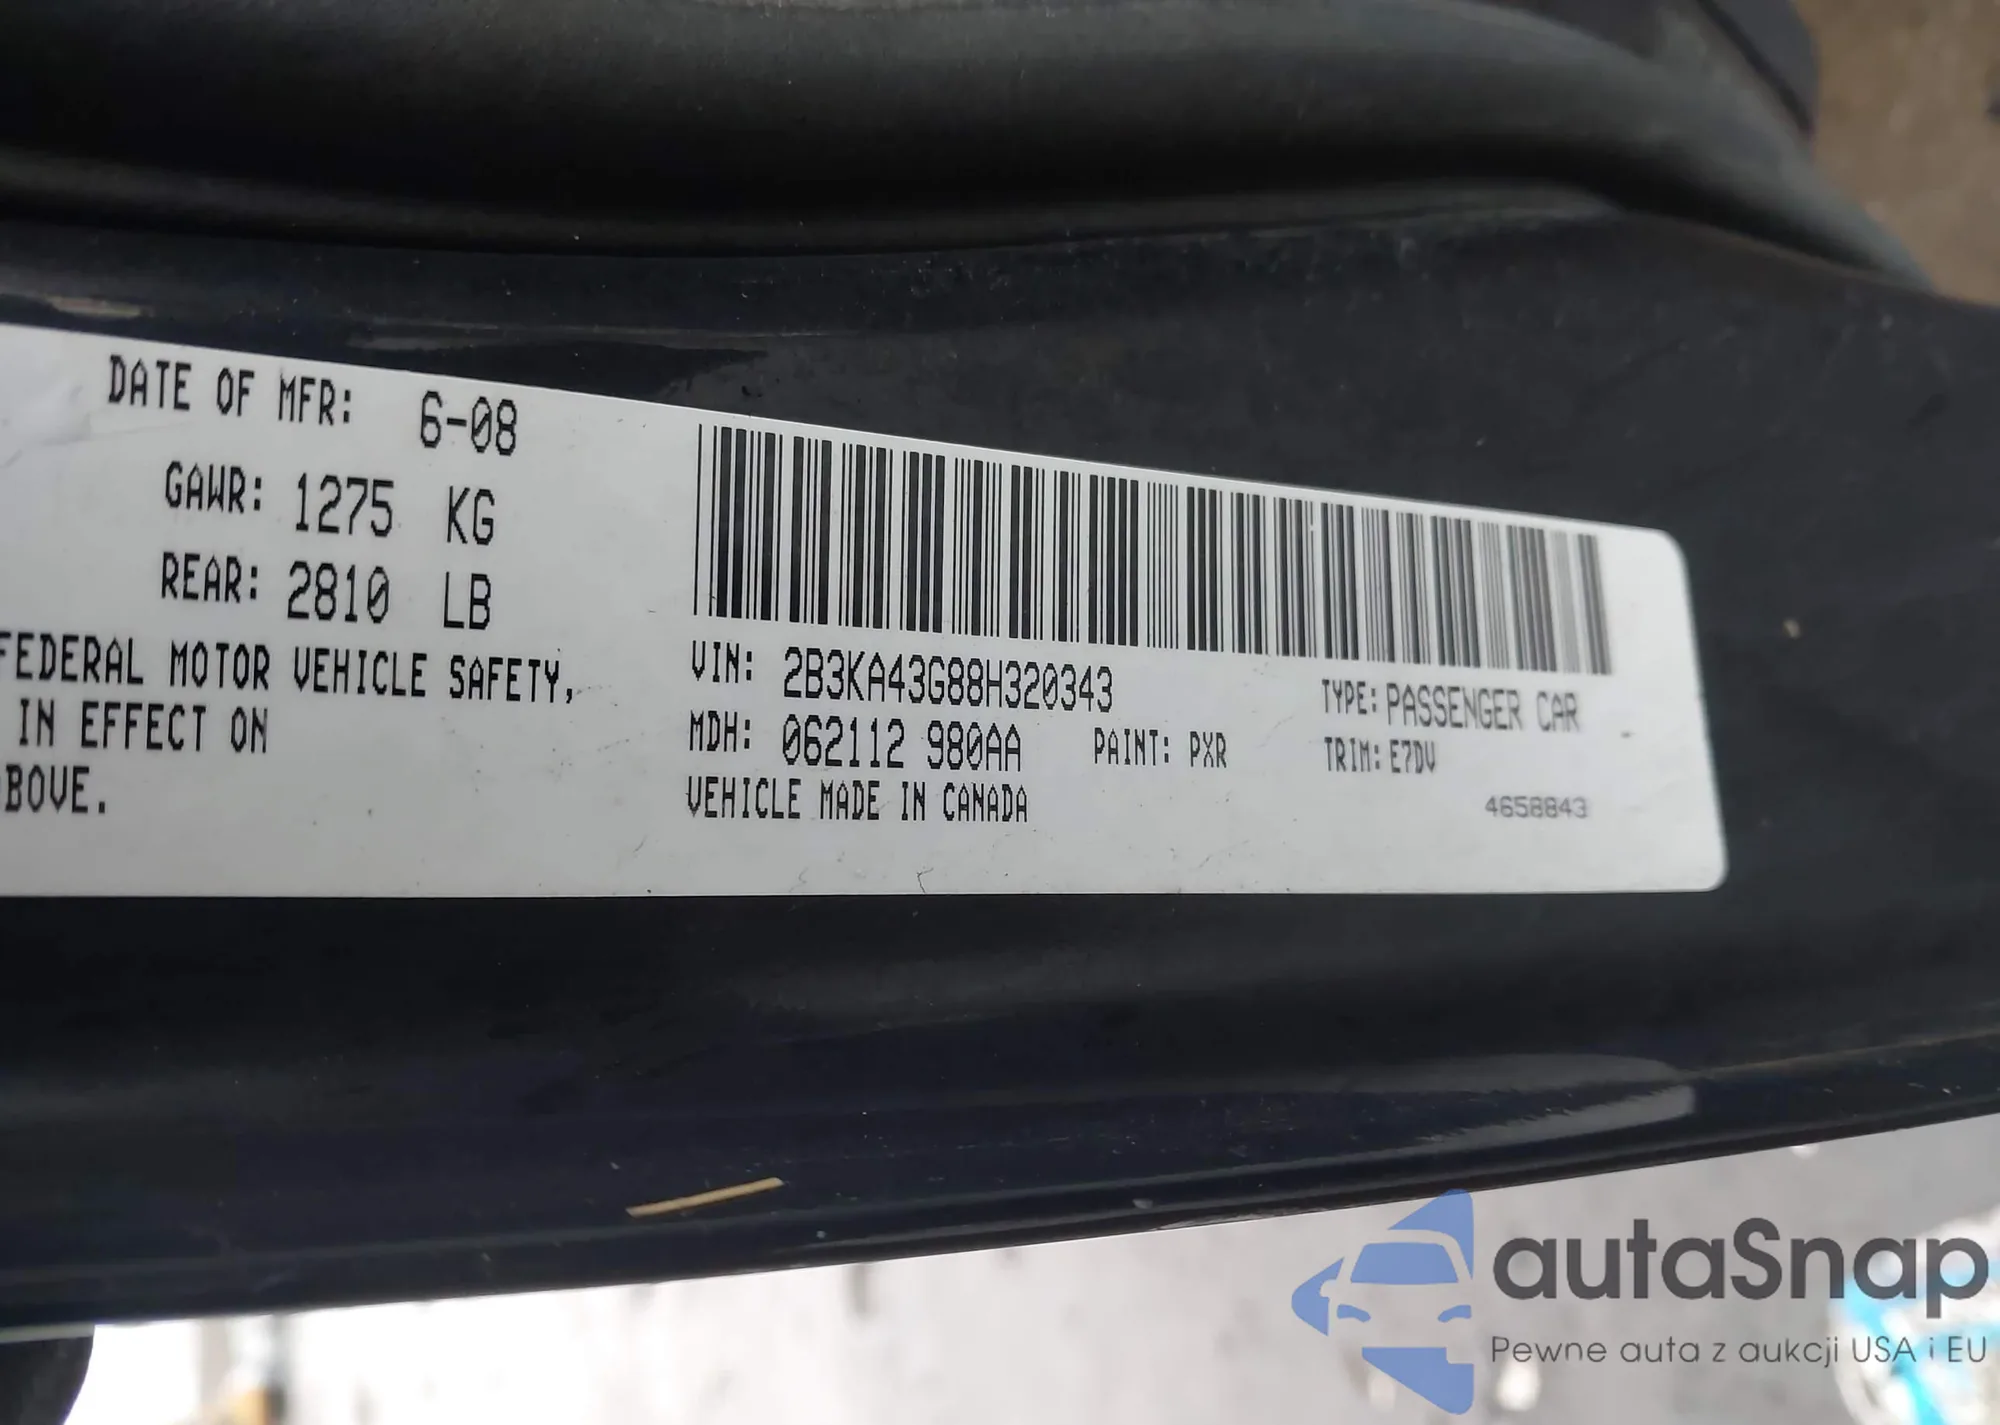 DATE OF MFR: 6-08
GAWR: 1275 KG
REAR: 2810 LB
FEDERAL MOTOR VEHICLE SAFETY,
IN EFFECT ON
BOVE.
VIN: 2B3KA43G88H320343
TYPE: PASSENGER CAR
MDH: 062112 980AA PAINT: PXR
TRIM: E7DV
VEHICLE MADE IN CANADA
4658843
autaSnap
Pewne auta z aukcji USA i EU